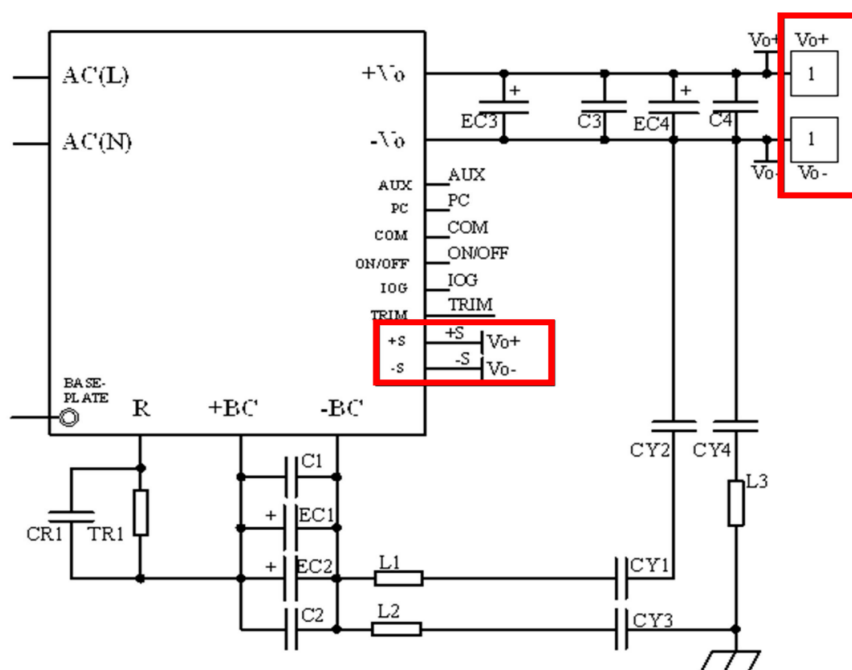 Vo+ Vo+
AC(L) +Vo 1
EC3 + C3 EC4 + C4
AC(N) -Vo 1
Vo- Vo-
AUX AUX
PC PC
COM COM
ON/OFF ON/OFF
IOG IOG
TRIM TRIM
+S +S Vo+
-S -S Vo-
BASE-
PLATE
R +BC -BC
C1
CY2 CY4
L3
CR1 TR1 + EC1
+ EC2 L1 CY1
C2 L2 CY3